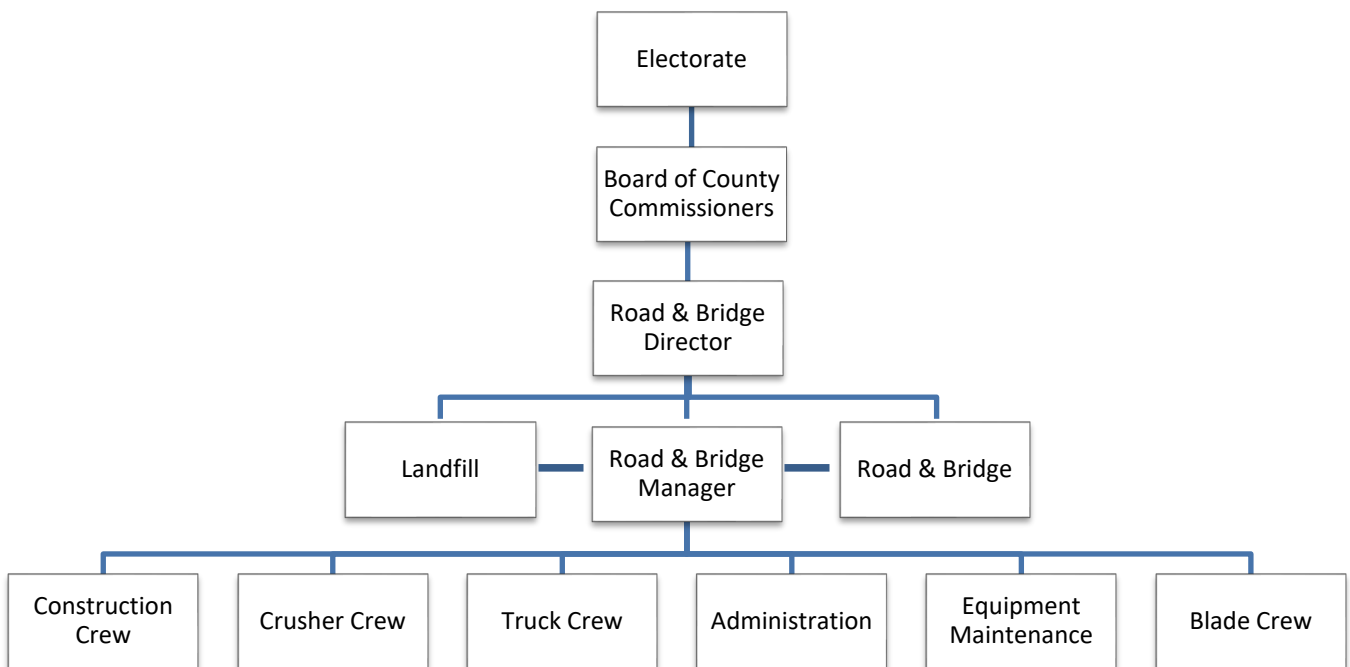 Electorate
Board of County
Commissioners
Road & Bridge
Director
Landfill
Road & Bridge
Manager
Road & Bridge
Construction
Crew
Crusher Crew
Truck Crew
Administration
Equipment
Maintenance
Blade Crew